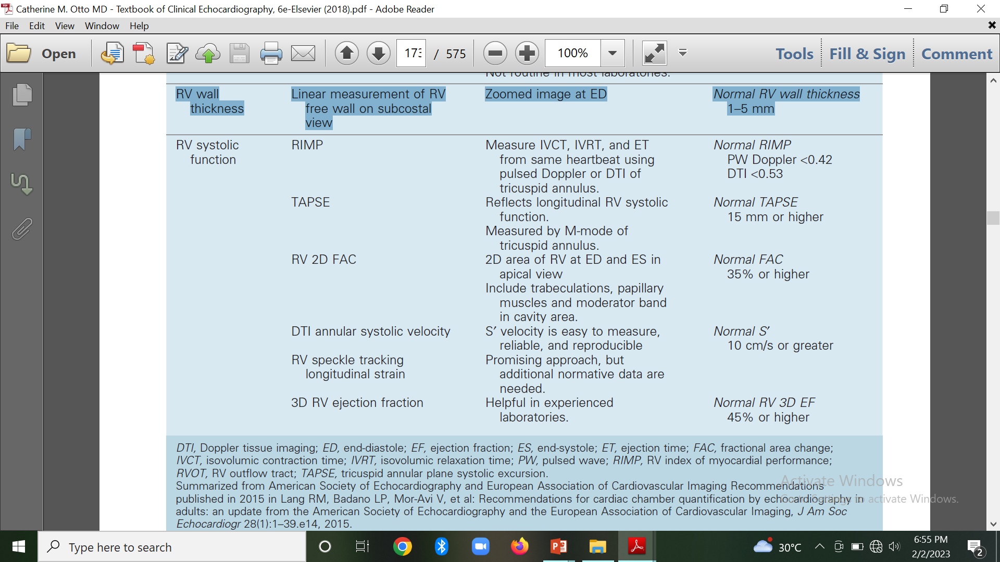 Catherine M. Otto MD - Textbook of Clinical Echocardiography, 6e-Elsevier (2018).pdf - Adobe Reader
File Edit View Window Help
Open 173 / 575 100% Tools Fill & Sign Comment
Not routine in most laboratories.
RV wall thickness
Linear measurement of RV free wall on subcostal view
Zoomed image at ED
Normal RV wall thickness
1–5 mm
RV systolic function
RIMP
Measure IVCT, IVRT, and ET
from same heartbeat using
pulsed Doppler or DTI of
tricuspid annulus.
Normal RIMP
PW Doppler <0.42
DTI <0.53
TAPSE
Reflects longitudinal RV systolic
function.
Measured by M-mode of
tricuspid annulus.
Normal TAPSE
15 mm or higher
RV 2D FAC
2D area of RV at ED and ES in
apical view
Include trabeculations, papillary
muscles and moderator band
in cavity area.
Normal FAC
35% or higher
DTI annular systolic velocity
S′ velocity is easy to measure,
reliable, and reproducible
Normal S′
10 cm/s or greater
RV speckle tracking
longitudinal strain
Promising approach, but
additional normative data are
needed.
3D RV ejection fraction
Helpful in experienced
laboratories.
Normal RV 3D EF
45% or higher
DTI, Doppler tissue imaging; ED, end-diastole; EF, ejection fraction; ES, end-systole; ET, ejection time; FAC, fractional area change;
IVCT, isovolumic contraction time; IVRT, isovolumic relaxation time; PW, pulsed wave; RIMP, RV index of myocardial performance;
RVOT, RV outflow tract; TAPSE, tricuspid annular plane systolic excursion.
Summarized from American Society of Echocardiography and European Association of Cardiovascular Imaging Recommendations
published in 2015 in Lang RM, Badano LP, Mor-Avi V, et al: Recommendations for cardiac chamber quantification by echocardiography in
adults: an update from the American Society of Echocardiography and the European Association of Cardiovascular Imaging, J Am Soc
Echocardiogr 28(1):1–39.e14, 2015.
Activate Windows
Go to Settings to activate Windows.
Type here to search
30°C
6:55 PM
2/2/2023
2